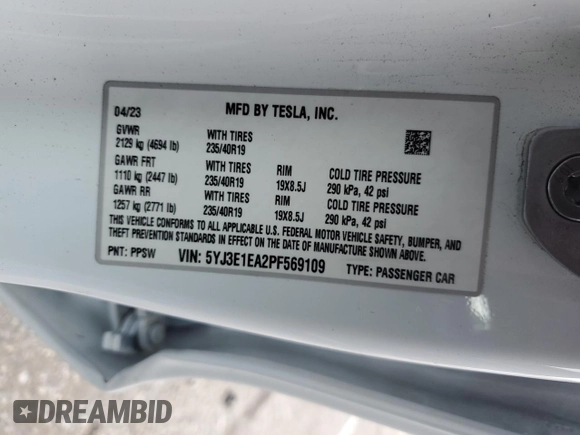 04/23 MFD BY TESLA, INC.
GVWR WITH TIRES
2129 kg (4694 lb) 235/40R19
GAWR FRT WITH TIRES RIM COLD TIRE PRESSURE
1110 kg (2447 lb) 235/40R19 19X8.5J 290 kPa, 42 psi
GAWR RR WITH TIRES RIM COLD TIRE PRESSURE
1257 kg (2771 lb) 235/40R19 19X8.5J 290 kPa, 42 psi
THIS VEHICLE CONFORMS TO ALL APPLICABLE U.S. FEDERAL MOTOR VEHICLE SAFETY, BUMPER, AND
THEFT PREVENTION STANDARDS IN EFFECT ON THE DATE OF MANUFACTURE SHOWN ABOVE.
PNT: PPSW VIN: 5YJ3E1EA2PF569109 TYPE: PASSENGER CAR
DREAMBID